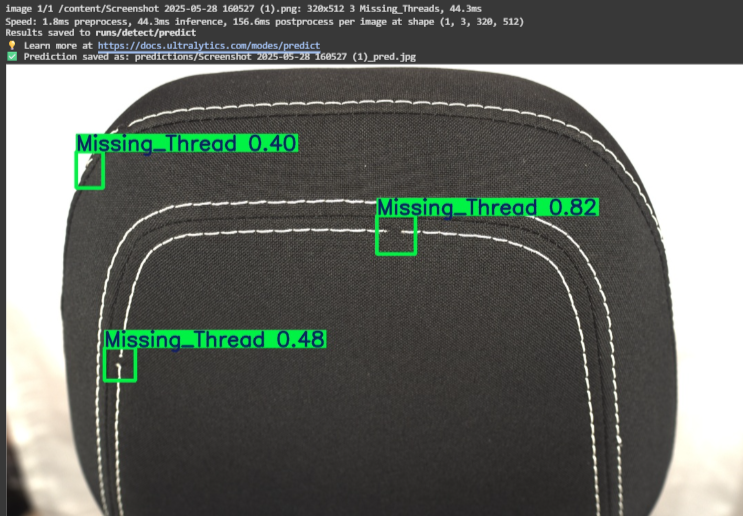 image 1/1 /content/Screenshot 2025-05-28 160527 (1).png: 320x512 3 Missing_Threads, 44.3ms
Speed: 1.8ms preprocess, 44.3ms inference, 156.6ms postprocess per image at shape (1, 3, 320, 512)
Results saved to runs/detect/predict
💡 Learn more at https://docs.ultralytics.com/modes/predict
✅ Prediction saved as: predictions/Screenshot 2025-05-28 160527 (1)_pred.jpg
Missing_Thread 0.40
Missing_Thread 0.82
Missing_Thread 0.48